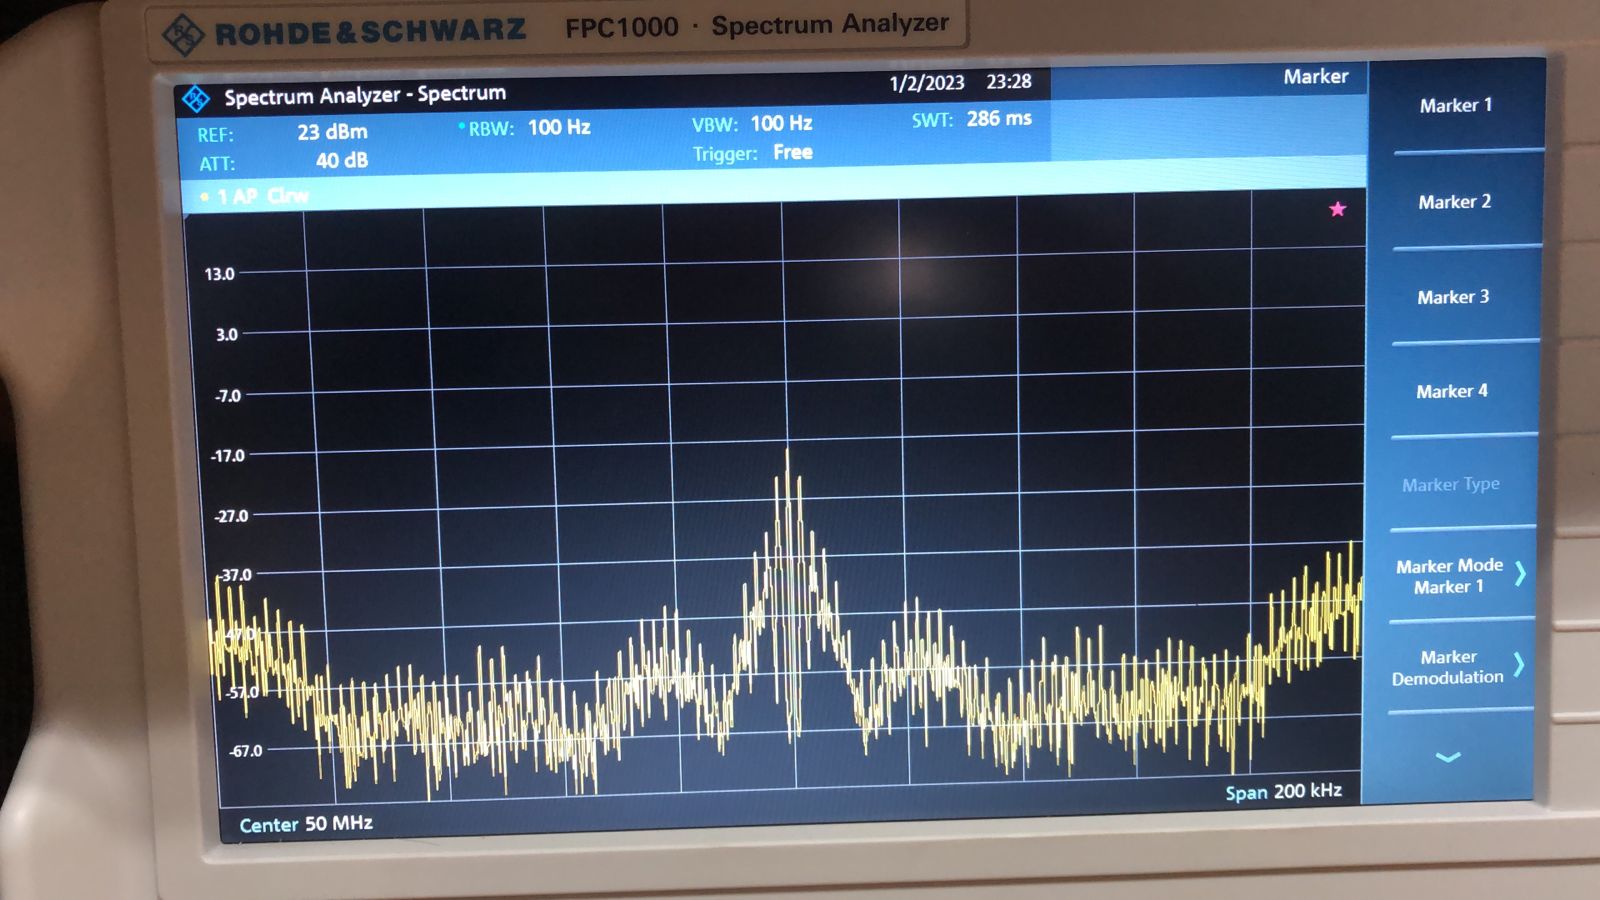 ROHDE&SCHWARZ FPC1000 · Spectrum Analyzer
Spectrum Analyzer - Spectrum 1/2/2023 23:28 Marker
REF: 23 dBm RBW: 100 Hz VBW: 100 Hz SWT: 286 ms
ATT: 40 dB Trigger: Free
1 AP Clrw
13.0
3.0
-7.0
-17.0
-27.0
-37.0
-47.0
-57.0
-67.0
Center 50 MHz Span 200 kHz
Marker 1
Marker 2
Marker 3
Marker 4
Marker Type
Marker Mode
Marker 1
Marker
Demodulation